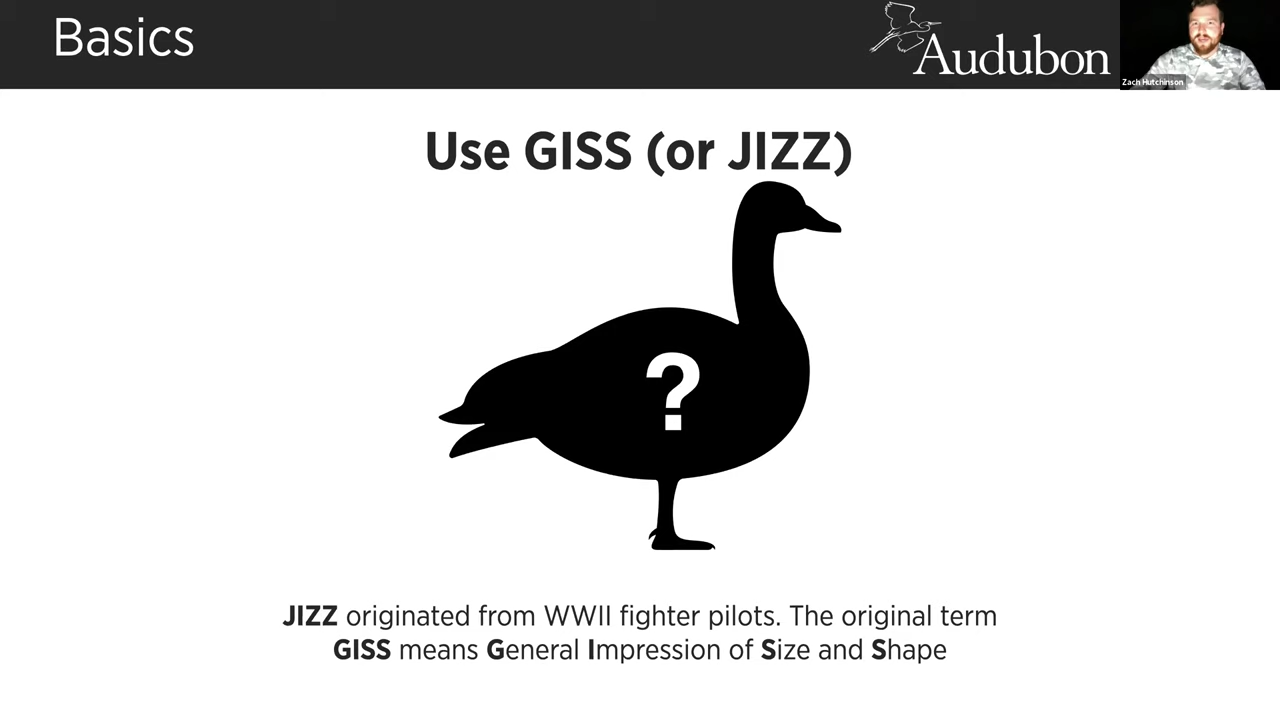 Basics
Audubon
Zach Hutchinson
Use GISS (or JIZZ)
?
JIZZ originated from WWII fighter pilots. The original term
GISS means General Impression of Size and Shape